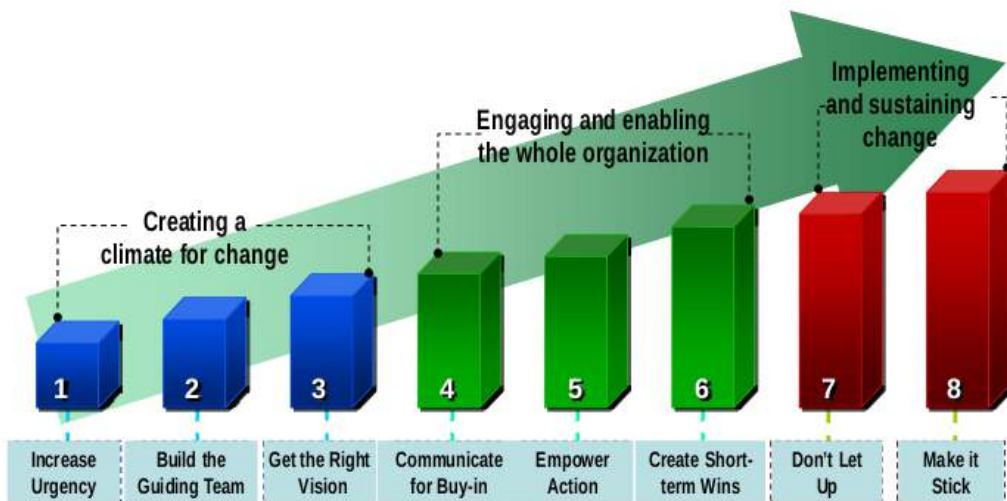 Implementing
and sustaining
change
Engaging and enabling
the whole organization
Creating a
climate for change
1
2
3
4
5
6
7
8
Increase
Urgency
Build the
Guiding Team
Get the Right
Vision
Communicate
for Buy-in
Empower
Action
Create Short-
term Wins
Don't Let
Up
Make it
Stick